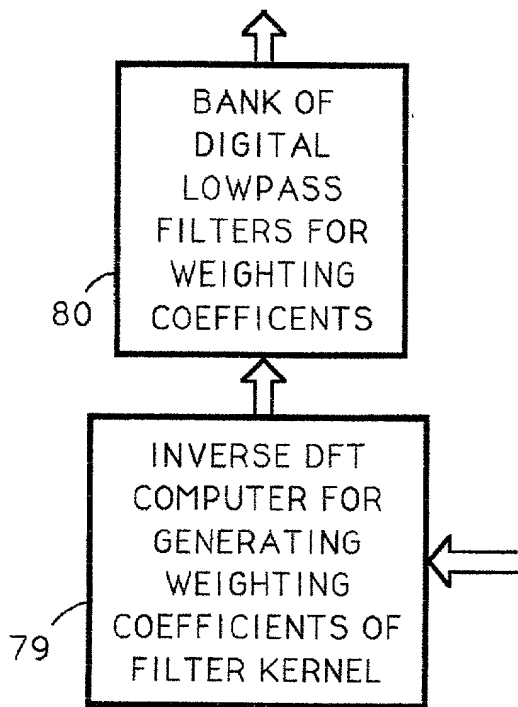 BANK OF
DIGITAL
LOWPASS
FILTERS FOR
WEIGHTING
COEFFICENTS
80
INVERSE DFT
COMPUTER FOR
GENERATING
WEIGHTING
COEFFICIENTS OF
FILTER KERNEL
79